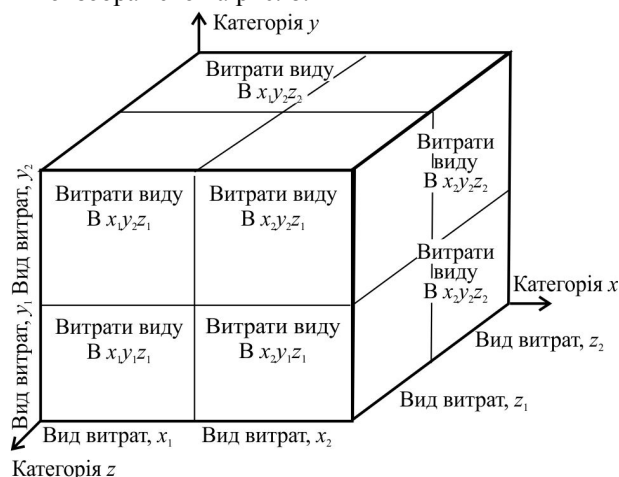 Категорія y
Витрати виду
В x₁y₂z₂
Витрати
виду
В x₂y₂z₂
Вид витрат, y₂
Витрати виду
В x₁y₂z₁
Витрати виду
В x₂y₂z₁
Витрати
виду
В x₂y₂z₂
Категорія x
Вид витрат, y₁
Витрати виду
В x₁y₁z₁
Витрати виду
В x₂y₁z₁
Вид витрат, z₂
Вид витрат, z₁
Вид витрат, x₁
Вид витрат, x₂
Категорія z